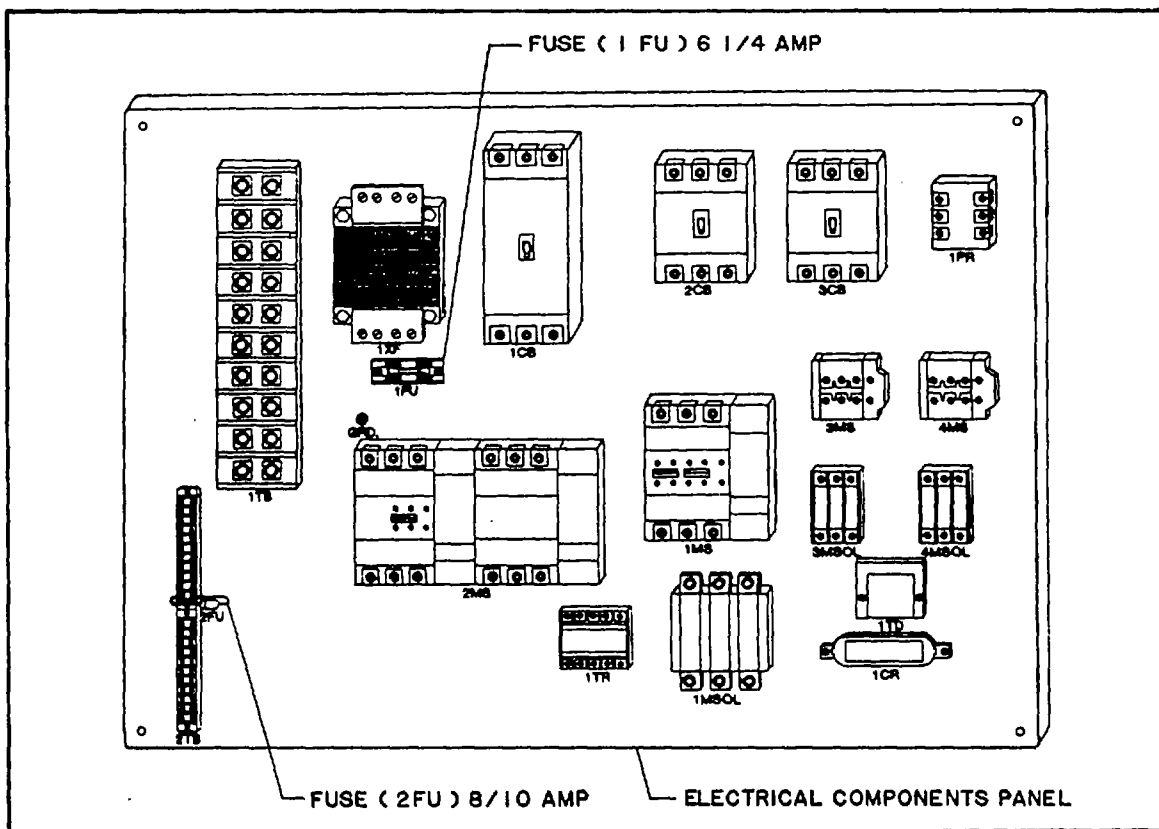 FUSE ( 1 FU ) 6 1/4 AMP
1XF
1CB
2CB
3CB
1PR
1FU
GRD.
3MS
4MS
1TB
1MS
3MSOL
4MSOL
2MS
2FU
1TD
1TR
1MSOL
1CR
2TB
FUSE ( 2FU ) 8/10 AMP
ELECTRICAL COMPONENTS PANEL